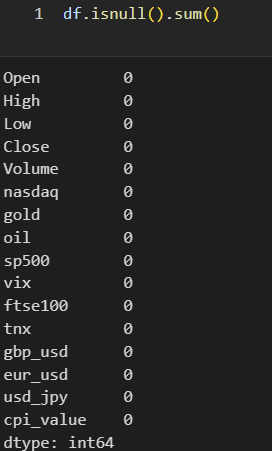 1 df.isnull().sum()
Open 0
High 0
Low 0
Close 0
Volume 0
nasdaq 0
gold 0
oil 0
sp500 0
vix 0
ftse100 0
tnx 0
gbp_usd 0
eur_usd 0
usd_jpy 0
cpi_value 0
dtype: int64